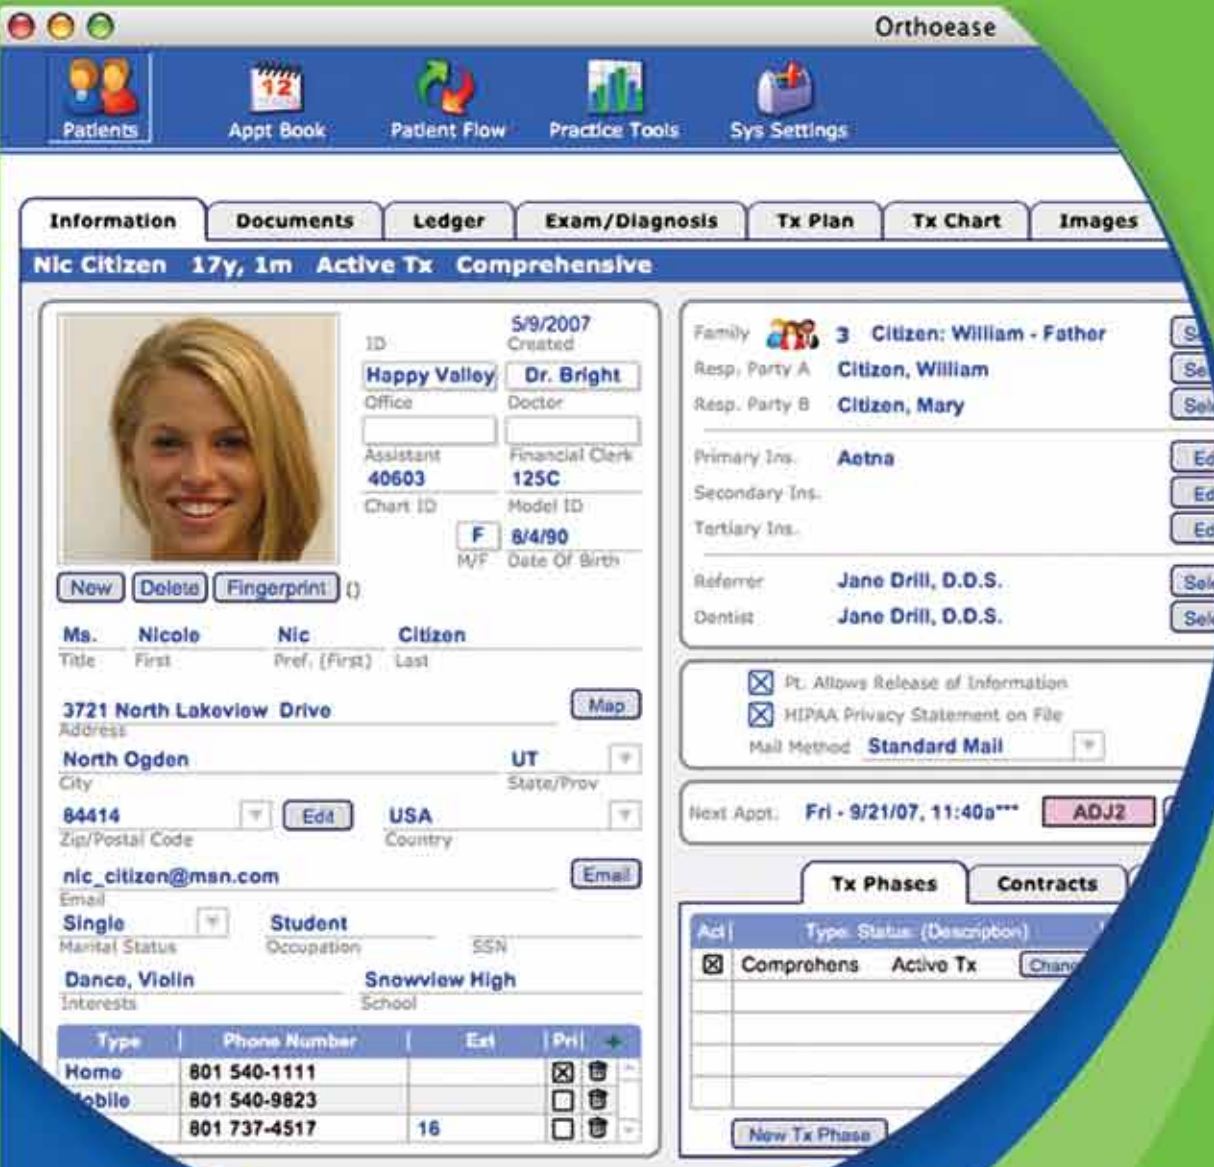 Orthoease
12
Patients Appt Book Patient Flow Practice Tools Sys Settings
Information Documents Ledger Exam/Diagnosis Tx Plan Tx Chart Images
Nic Citizen 17y, 1m Active Tx Comprehensive
5/9/2007
ID Created
Happy Valley Dr. Bright
Office Doctor
Assistant Financial Clerk
40603 125C
Chart ID Model ID
F 8/4/90
M/F Date Of Birth
New Delete Fingerprint ()
Ms. Nicole Nic Citizen
Title First Pref. (First) Last
3721 North Lakeview Drive Map
Address
North Ogden UT
City State/Prov
84414 Edit USA
Zip/Postal Code Country
nic_citizen@msn.com Email
Email
Single Student
Marital Status Occupation SSN
Dance, Violin Snowview High
Interests School
Type Phone Number Ext Pri +
Home 801 540-1111
801 540-9823
801 737-4517 16
Family 3 Citizen: William - Father
Resp. Party A Citizen, William
Resp. Party B Citizen, Mary
Primary Ins. Aetna
Secondary Ins.
Tertiary Ins.
Referrer Jane Drill, D.D.S.
Dentist Jane Drill, D.D.S.
Pt. Allows Release of Information
HIPAA Privacy Statement on File
Mail Method Standard Mail
Next Appt. Fri - 9/21/07, 11:40a*** ADJ2
Tx Phases Contracts
Act Type: Status: (Description)
Comprehens Active Tx
New Tx Phase